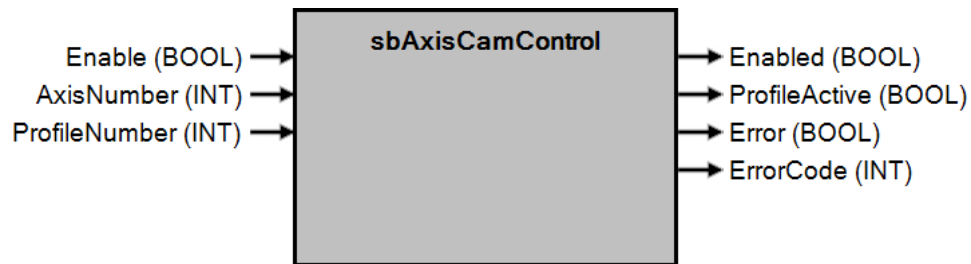 sbAxisCamControl
Enable (BOOL)
AxisNumber (INT)
ProfileNumber (INT)
Enabled (BOOL)
ProfileActive (BOOL)
Error (BOOL)
ErrorCode (INT)